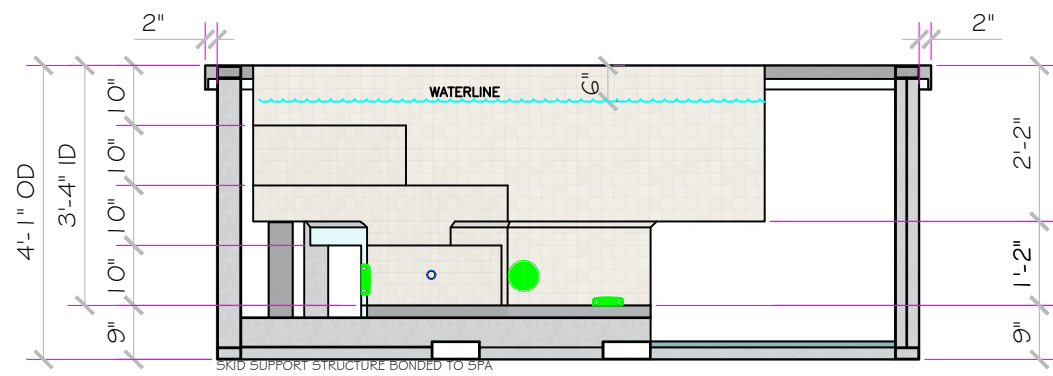 2"
2"
6"
WATERLINE
10"
10"
10"
10"
9"
3'-4" ID
4'-1" OD
2'-2"
1'-2"
9"
SKID SUPPORT STRUCTURE BONDED TO SPA